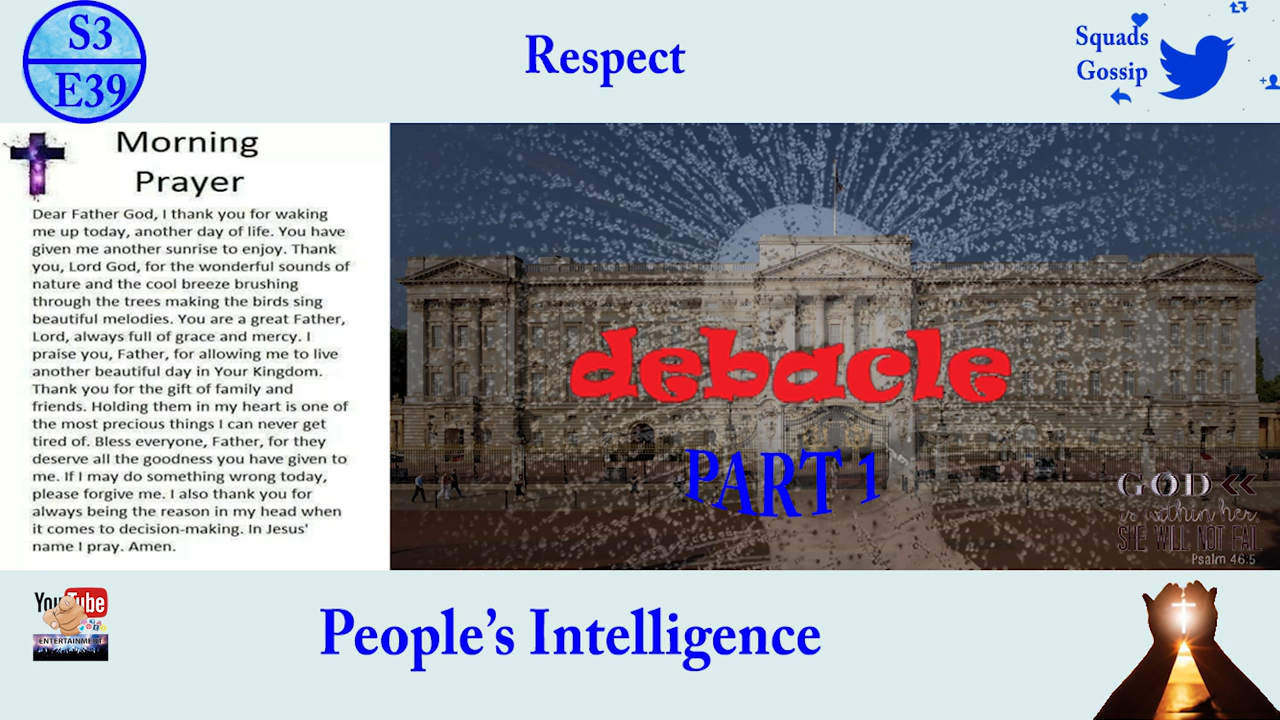 S3
E39
Respect
Squads
Gossip
Morning
Prayer
Dear Father God, I thank you for waking
me up today, another day of life. You have
given me another sunrise to enjoy. Thank
you, Lord God, for the wonderful sounds of
nature and the cool breeze brushing
through the trees making the birds sing
beautiful melodies. You are a great Father,
Lord, always full of grace and mercy. I
praise you, Father, for allowing me to live
another beautiful day in Your Kingdom.
Thank you for the gift of family and
friends. Holding them in my heart is one of
the most precious things I can never get
tired of. Bless everyone, Father, for they
deserve all the goodness you have given to
me. If I may do something wrong today,
please forgive me. I also thank you for
always being the reason in my head when
it comes to decision-making. In Jesus'
name I pray. Amen.
debacle
PART 1
GOD
is within her
SHE WILL NOT FAL
Psalm 46:5
YouTube
ENTERTAINMENT
People's Intelligence